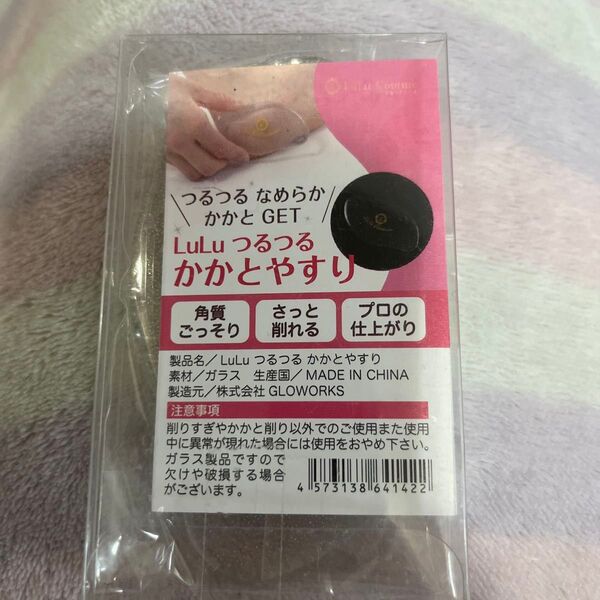 つるつる なめらか
かかと GET
LuLu つるつる
かかとやすり
角質
ごっそり
さっと
削れる
プロの
仕上がり
製品名／LuLu つるつる かかとやすり
素材／ガラス　生産国／MADE IN CHINA
製造元／株式会社 GLOWORKS
注意事項
削りすぎやかかと削り以外でのご使用また使用
中に異常が現れた場合には使用をおやめ下さい。
ガラス製品ですので
欠けや破損する場合
がございます。
4 573138 641422